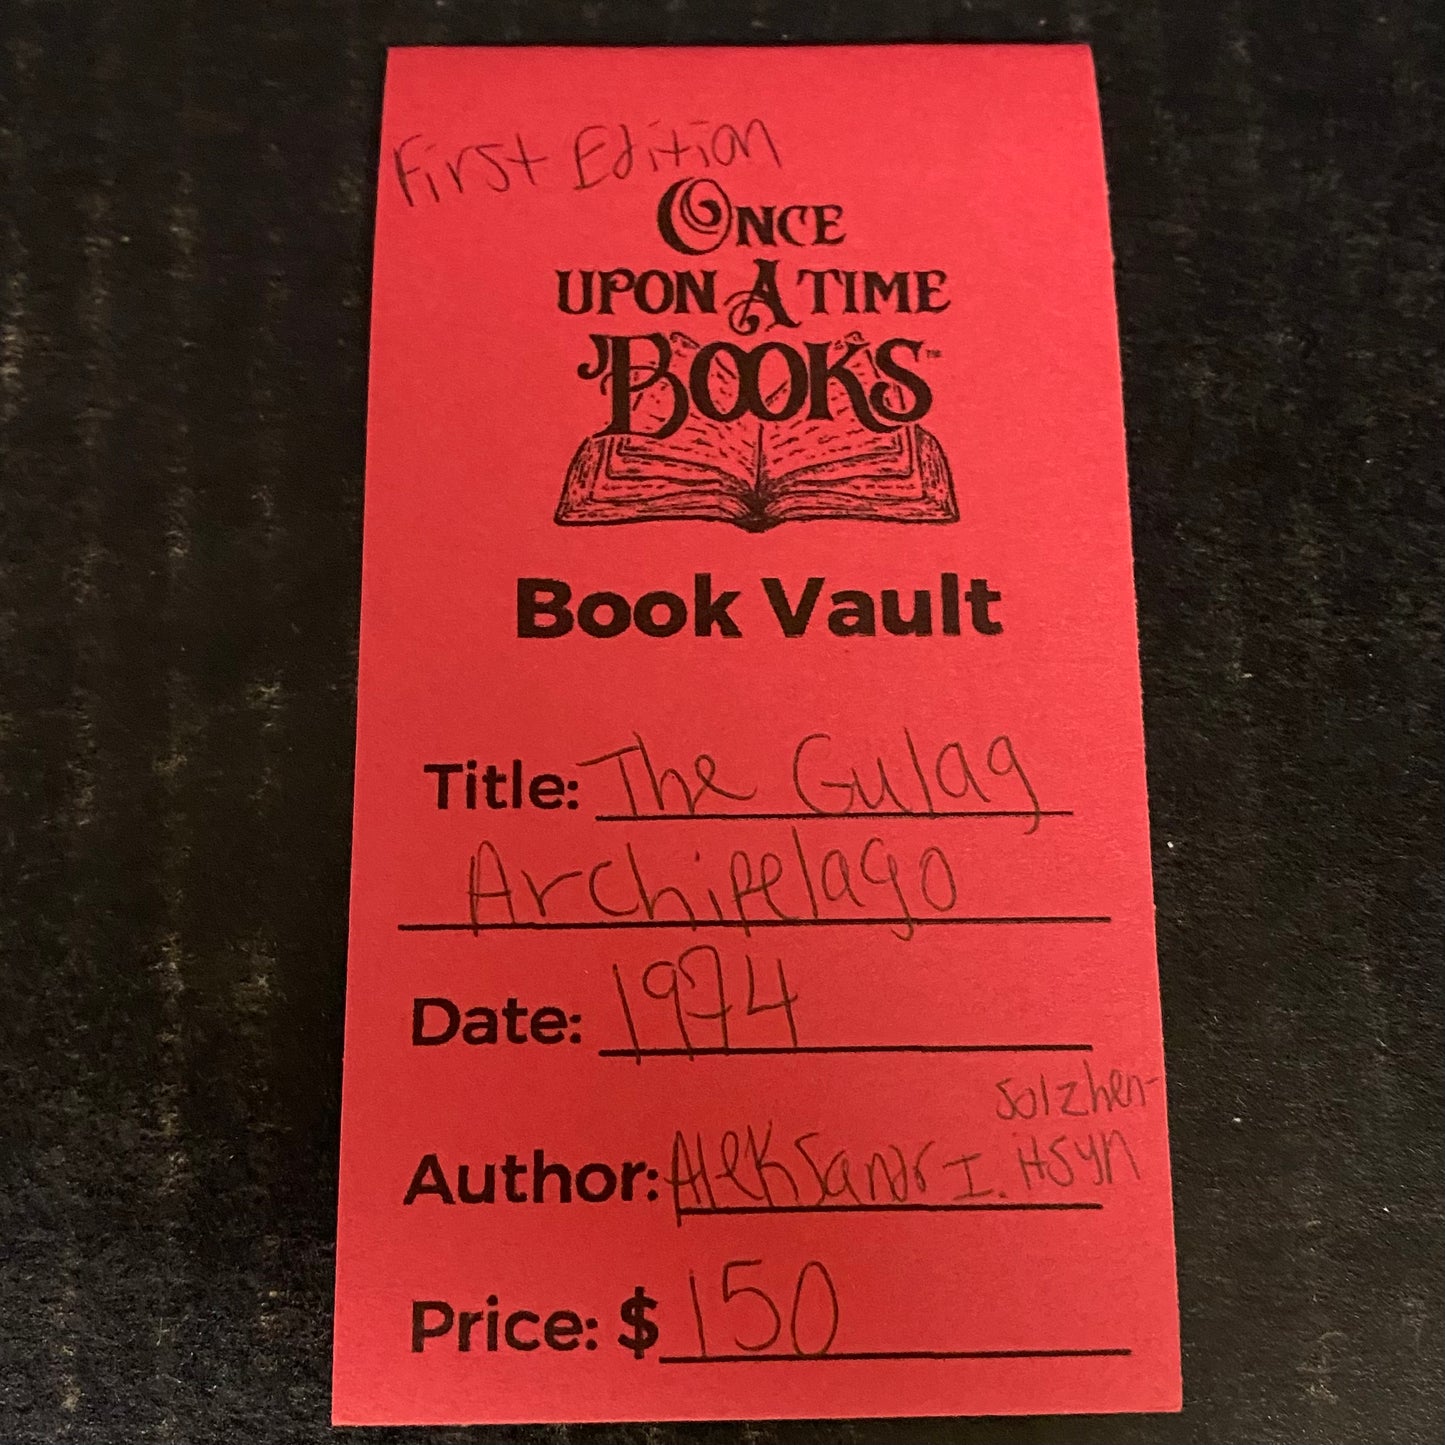 First Edition
ONCE
UPON A TIME
BOOKS™
Book Vault
Title: The Gulag
Archipelago
Date: 1974
Solzhen-
Author: Aleksandr I. itsyn
Price: $150